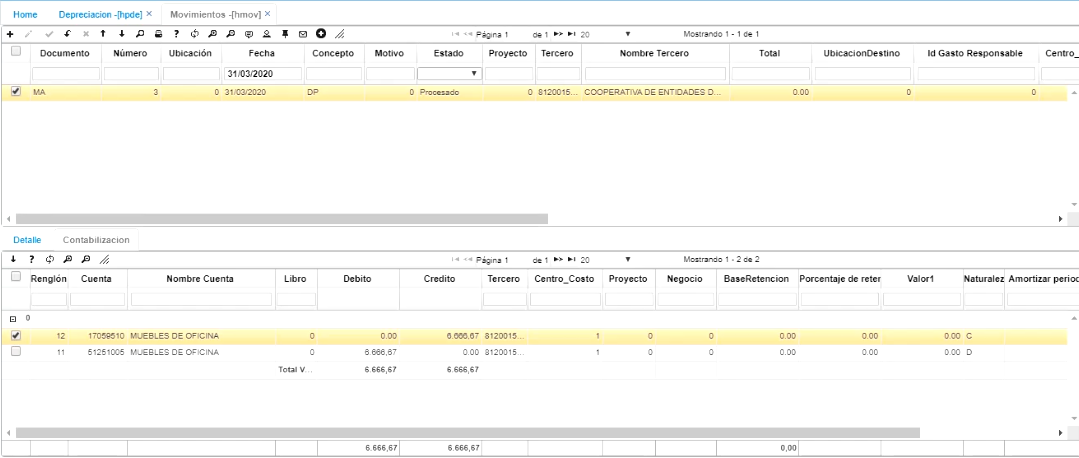 Home Depreciacion -[hpde] × Movimientos -[hmov] ×
Página 1 de 1 20 Mostrando 1 - 1 de 1
Documento Número Ubicación Fecha Concepto Motivo Estado Proyecto Tercero Nombre Tercero Total UbicacionDestino Id Gasto Responsable Centro_
31/03/2020
MA 3 0 31/03/2020 DP 0 Procesado 0 8120015... COOPERATIVA DE ENTIDADES D... 0.00 0 0
Detalle Contabilizacion
Página 1 de 1 20 Mostrando 1 - 2 de 2
Renglón Cuenta Nombre Cuenta Libro Debito Credito Tercero Centro_Costo Proyecto Negocio BaseRetencion Porcentaje de reter Valor1 Naturalez Amortizar period
0
12 17059510 MUEBLES DE OFICINA 0 0.00 6.666,67 8120015... 1 0 0 0.00 0.00 0.00 C
11 51251005 MUEBLES DE OFICINA 0 6.666,67 0.00 8120015... 1 0 0 0.00 0.00 0.00 D
Total V... 6.666,67 6.666,67
6.666,67 6.666,67 0,00